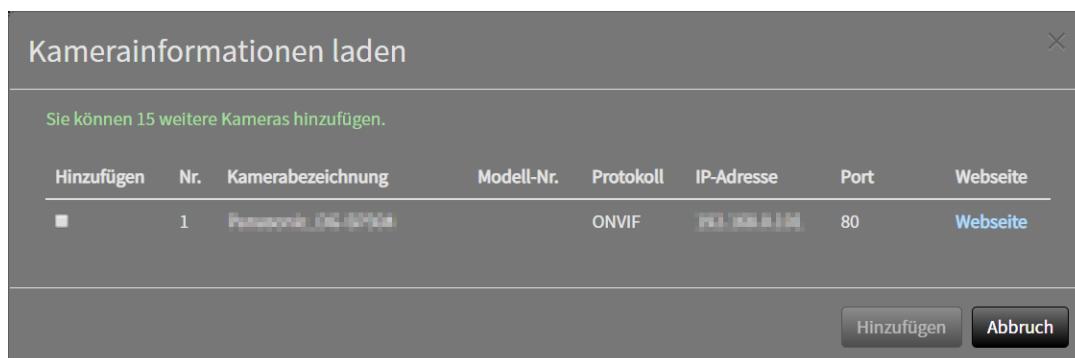 Kamerainformationen laden
Sie können 15 weitere Kameras hinzufügen.
Hinzufügen Nr. Kamerabezeichnung Modell-Nr. Protokoll IP-Adresse Port Webseite
1 ONVIF 80 Webseite
Hinzufügen Abbruch